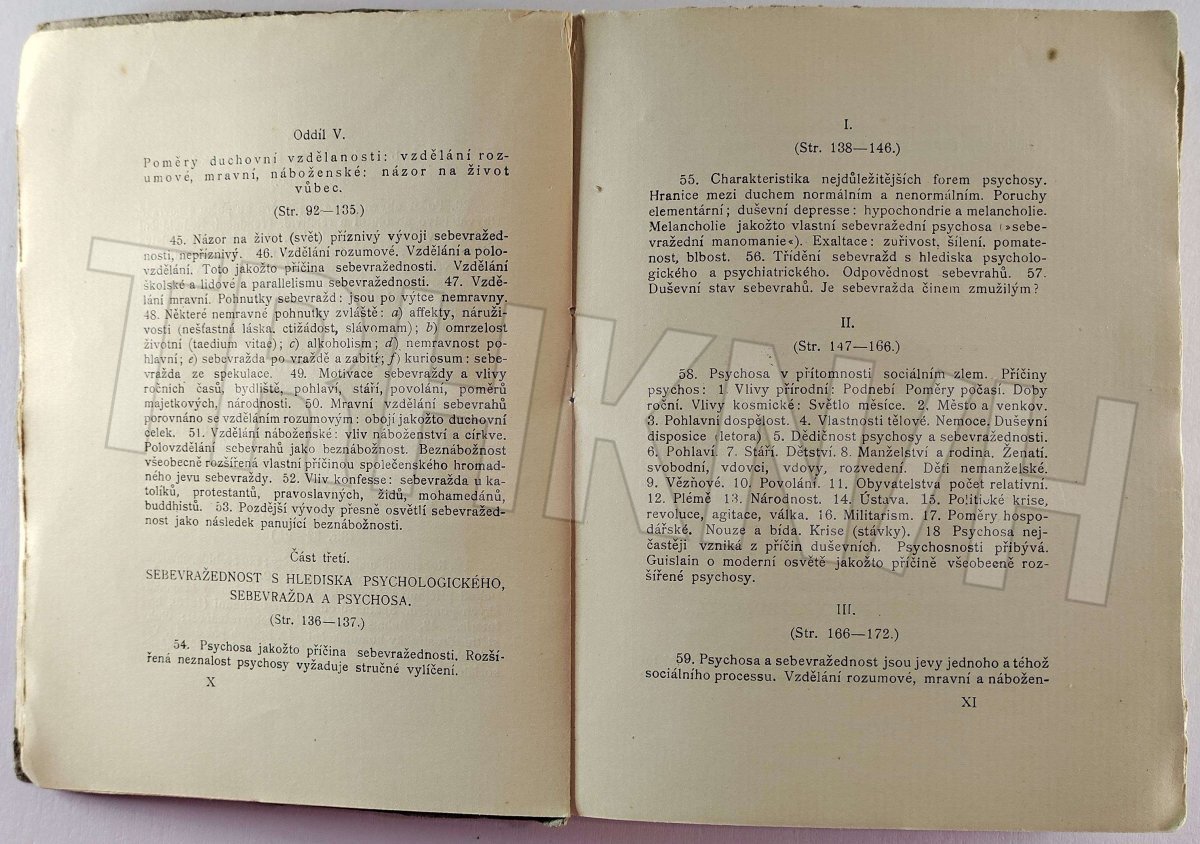 Oddíl V.
Poměry duchovní vzdělanosti: vzdělání roz-
umové, mravní, náboženské: názor na život
vůbec.
(Str. 92—135.)
45. Názor na život (svět) příznivý vývoji sebevražed-
nosti, nepříznivý. 46. Vzdělání rozumové. Vzdělání a polo-
vzdělání. Toto jakožto příčina sebevražednosti. Vzdělání
školské a lidové a parallelismu sebevražednosti. 47. Vzdě-
lání mravní. Pohnutky sebevražd: jsou po výtce nemravny.
48. Některé nemravné pohnutky zvláště: a) affekty, náruži-
vosti (nešťastná láska, ctižádost, slávomam); b) omrzelost
životní (taedium vitae); c) alkoholism; d) nemravnost po-
hlavní; e) sebevražda po vraždě a zabití; f) kuriosum: sebe-
vražda ze spekulace. 49. Motivace sebevraždy a vlivy
ročních časů, bydliště, pohlaví, stáří, povolání, poměrů
majetkových, národnosti. 50. Mravní vzdělání sebevrahů
porovnáno se vzděláním rozumovým: obojí jakožto duchovní
celek. 51. Vzdělání náboženské: vliv náboženství a církve.
Polovzdělání sebevrahů jako beznábožnost. Beznábožnost
všeobecně rozšířená vlastní příčinou společenského hromad-
ného jevu sebevraždy. 52. Vliv konfesse: sebevražda u ka-
tolíků, protestantů, pravoslavných, židů, mohamedánů,
buddhistů. 53. Pozdější vývody přesně osvětlí sebevražed-
nost jako následek panující beznábožnosti.
Část třetí.
SEBEVRAŽEDNOST S HLEDISKA PSYCHOLOGICKÉHO,
SEBEVRAŽDA A PSYCHOSA.
(Str. 136—137.)
54. Psychosa jakožto příčina sebevražednosti. Rozší-
řená neznalost psychosy vyžaduje stručné vylíčení.
X
I.
(Str. 138—146.)
55. Charakteristika nejdůležitějších forem psychosy.
Hranice mezi duchem normálním a nenormálním. Poruchy
elementární; duševní depresse: hypochondrie a melancholie.
Melancholie jakožto vlastní sebevražední psychosa (»sebe-
vražední manomanie«). Exaltace: zuřivost, šílení, pomate-
nost, blbost. 56. Třídění sebevražd s hlediska psycholo-
gického a psychiatrického. Odpovědnost sebevrahů. 57.
Duševní stav sebevrahů. Je sebevražda činem zmužilým?
II.
(Str. 147—166.)
58. Psychosa v přítomnosti sociálním zlem. Příčiny
psychos: 1 Vlivy přírodní: Podnebí Poměry počasí. Doby
roční. Vlivy kosmické: Světlo měsíce. 2. Město a venkov.
3. Pohlavní dospělost. 4. Vlastnosti tělové. Nemoce. Duševní
disposice (letora) 5. Dědičnost psychosy a sebevražednosti.
6. Pohlaví. 7. Stáří. Dětství. 8. Manželství a rodina. Ženatí.
svobodní, vdovci, vdovy, rozvedení. Děti nemanželské.
9. Vězňové. 10. Povolání. 11. Obyvatelstva počet relativní.
12. Plémě 13. Národnost. 14. Ústava. 15. Politické krise,
revoluce, agitace, válka. 16. Militarism. 17. Poměry hospo-
dářské. Nouze a bída. Krise (stávky). 18 Psychosa nej-
častěji vzniká z příčin duševních. Psychosností přibývá.
Guislain o moderní osvětě jakožto příčině všeobecně roz-
šířené psychosy.
III.
(Str. 166—172.)
59. Psychosa a sebevražednost jsou jevy jednoho a téhož
sociálního processu. Vzdělání rozumové, mravní a nábožen-
XI